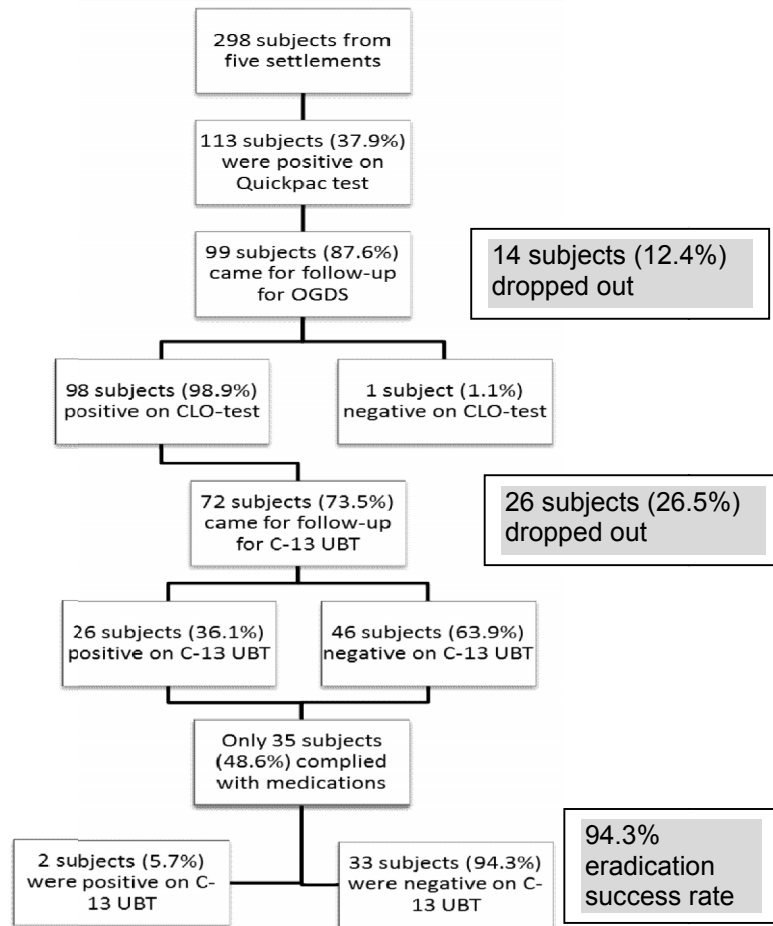 298 subjects from
five settlements
113 subjects (37.9%)
were positive on
Quickpac test
99 subjects (87.6%)
came for follow-up
for OGDS
14 subjects (12.4%)
dropped out
98 subjects (98.9%)
positive on CLO-test
1 subject (1.1%)
negative on CLO-test
72 subjects (73.5%)
came for follow-up
for C-13 UBT
26 subjects (26.5%)
dropped out
26 subjects (36.1%)
positive on C-13 UBT
46 subjects (63.9%)
negative on C-13 UBT
Only 35 subjects
(48.6%) complied
with medications
2 subjects (5.7%)
were positive on C-
13 UBT
33 subjects (94.3%)
were negative on C-
13 UBT
94.3%
eradication
success rate